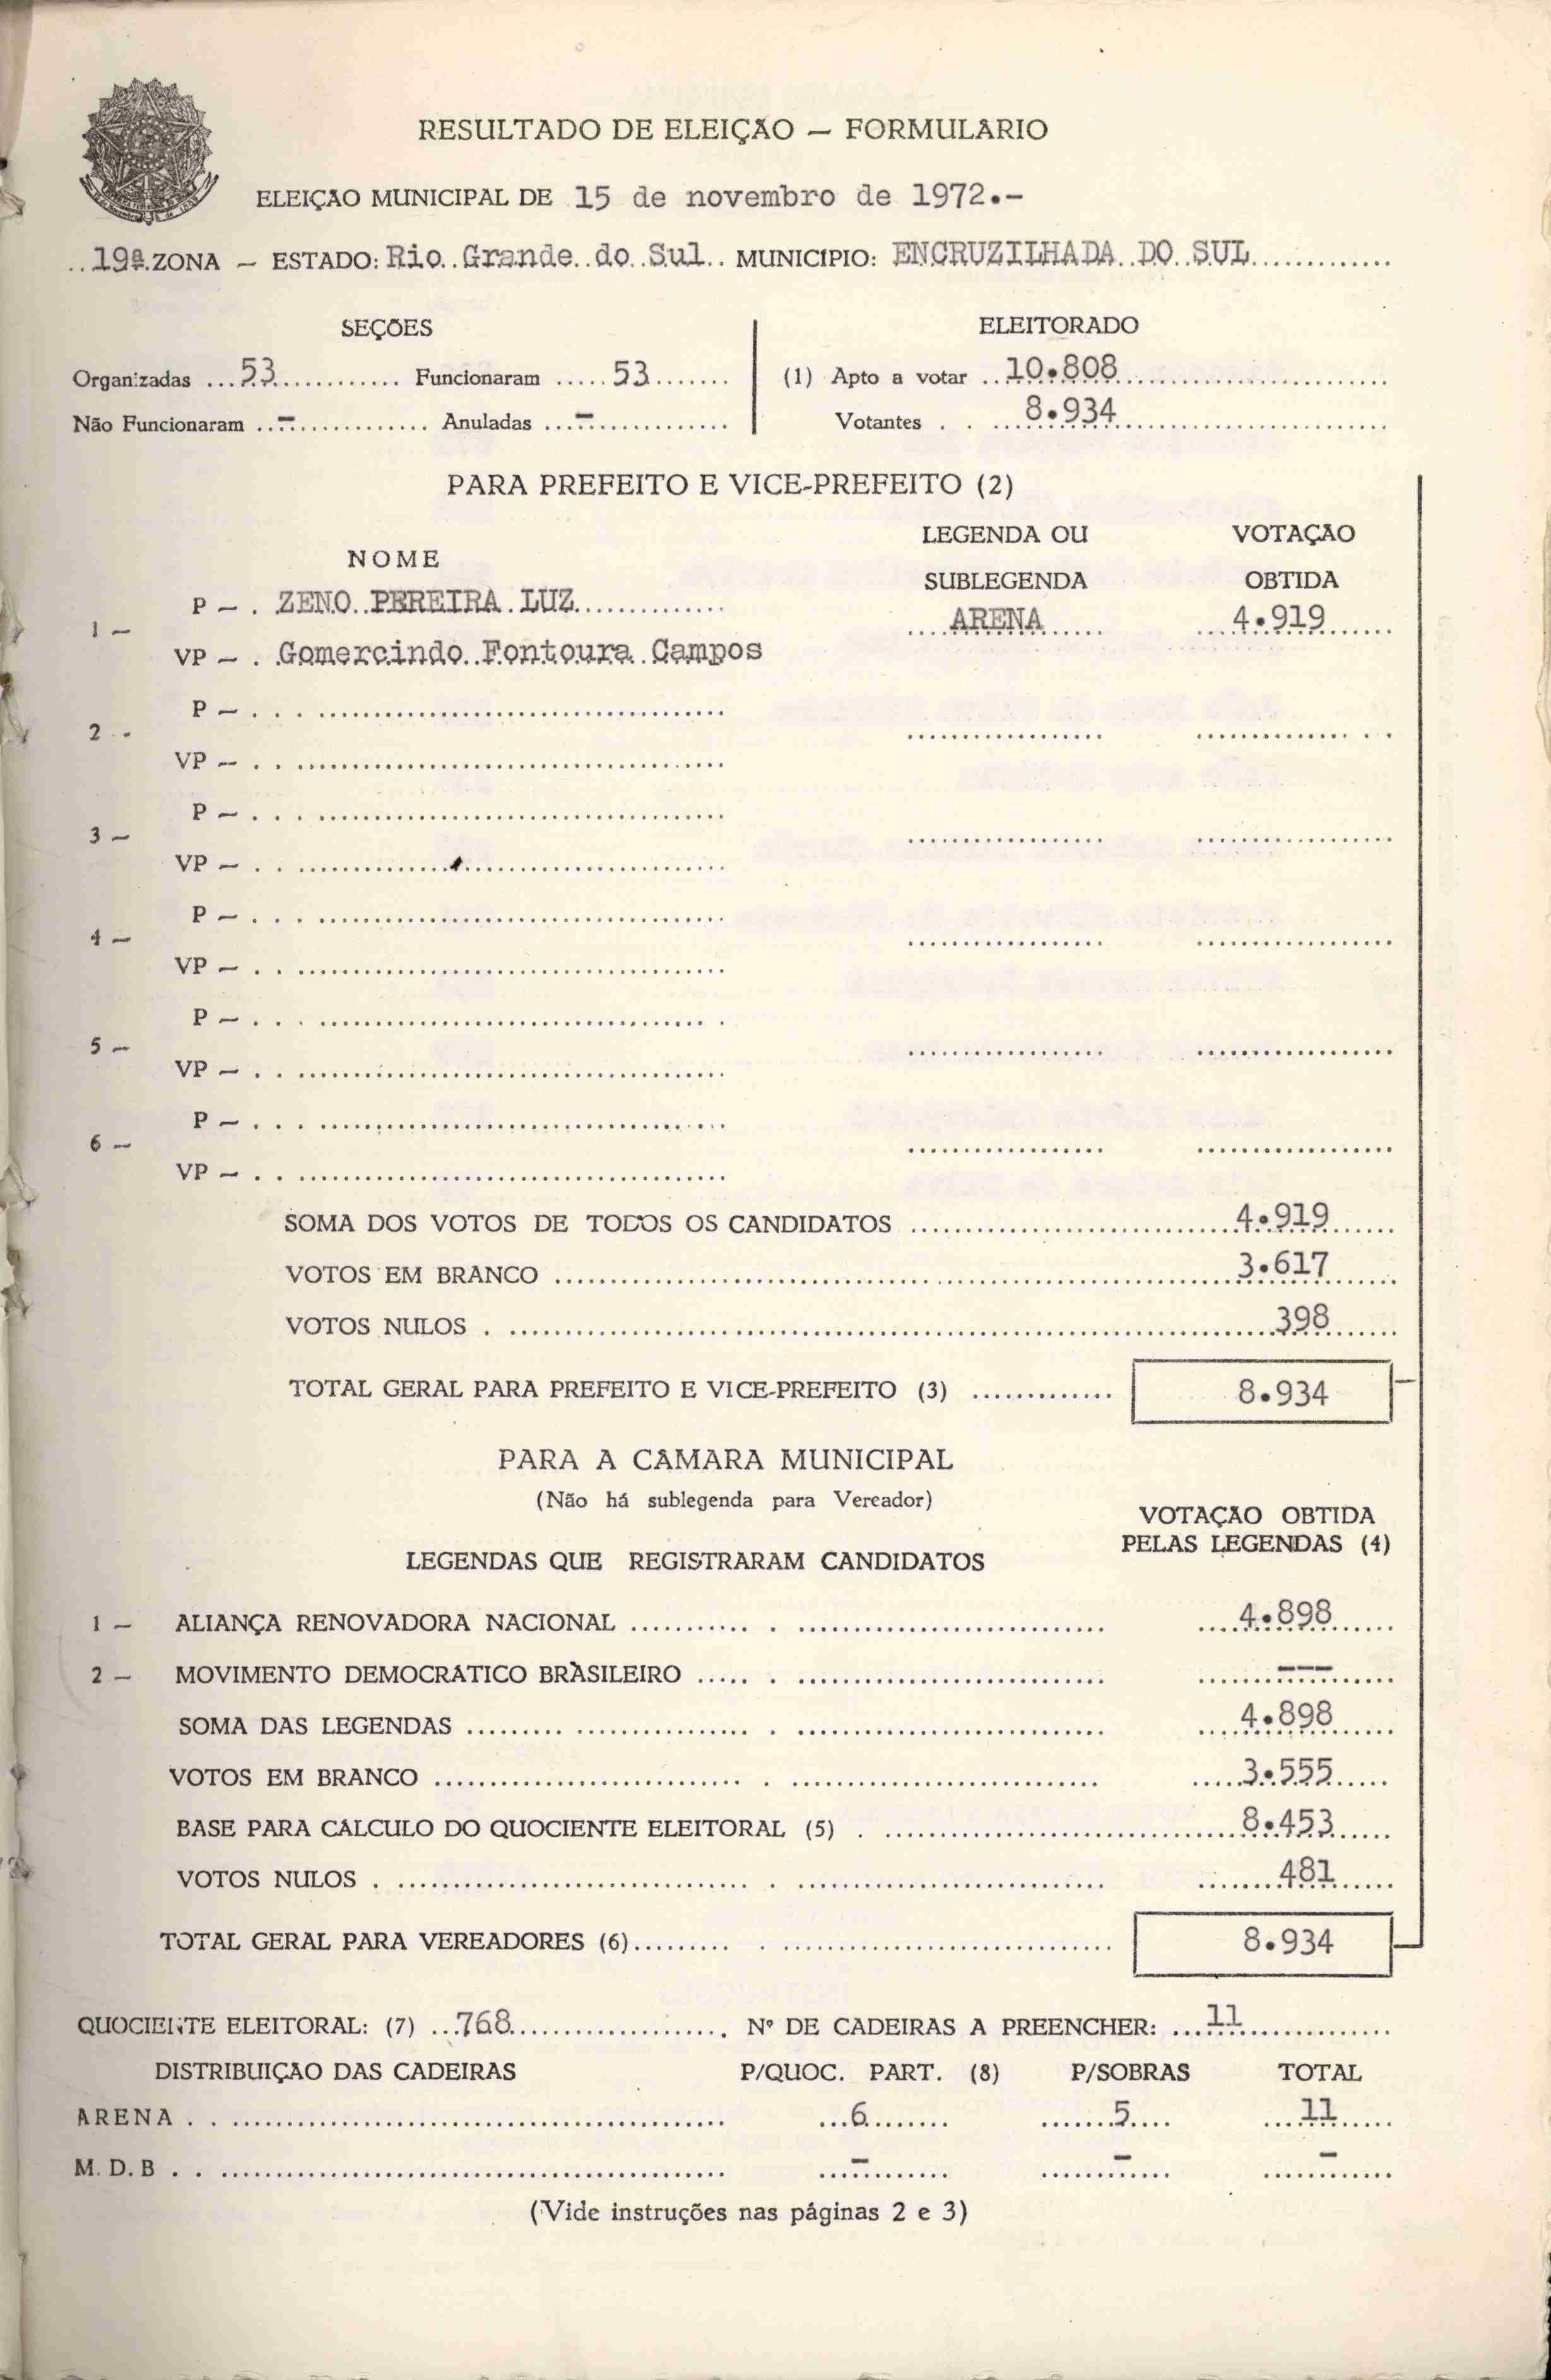 RESULTADO DE ELEIÇÃO — FORMULÁRIO
ELEIÇÃO MUNICIPAL DE 15 de novembro de 1972.-
..19ª.ZONA — ESTADO: Rio..Grande..do..Sul.. MUNICIPIO: ENCRUZILHADA..DO..SUL.............
SEÇÕES ELEITORADO
Organizadas ...53............. Funcionaram .....53........ (1) Apto a votar ..10.808..............................
Não Funcionaram ..-.............. Anuladas ...-............... Votantes . . ...8.934..............................
PARA PREFEITO E VICE-PREFEITO (2)
NOME LEGENDA OU SUBLEGENDA VOTAÇÃO OBTIDA
1 — P — . ZENO..PEREIRA.LUZ............... ....ARENA...... ....4.919.......
VP — . .Gomercindo..Fontoura.Campos
2 - P — . . . ........................................
VP — . . ........................................
3 — P — . . . ........................................
VP — . . ........................................
4 — P — . . . ........................................
VP — . . ........................................
5 — P — . . . ........................................
VP — . . ........................................
6 — P — . . . ........................................
VP — . . ........................................
SOMA DOS VOTOS DE TODOS OS CANDIDATOS ..............................4.919.......
VOTOS EM BRANCO ..............................3.617.......
VOTOS NULOS . ..............................398.......
TOTAL GERAL PARA PREFEITO E VICE-PREFEITO (3) ............. 8.934
PARA A CÂMARA MUNICIPAL
(Não há sublegenda para Vereador)
LEGENDAS QUE REGISTRARAM CANDIDATOS VOTAÇÃO OBTIDA PELAS LEGENDAS (4)
1 — ALIANÇA RENOVADORA NACIONAL ........... . ............................ ....4.898......
2 — MOVIMENTO DEMOCRÁTICO BRASILEIRO ..... . ............................ .......---......
SOMA DAS LEGENDAS ......... ................ . ............................ ....4.898......
VOTOS EM BRANCO ............................ . ............................ .....3.555......
BASE PARA CÁLCULO DO QUOCIENTE ELEITORAL (5) . ................................8.453......
VOTOS NULOS . ................................ . ............................ ........481......
TOTAL GERAL PARA VEREADORES (6)......... . .............................. 8.934
QUOCIENTE ELEITORAL: (7) ...768.................... Nº DE CADEIRAS A PREENCHER: ...11..............
DISTRIBUIÇÃO DAS CADEIRAS P/QUOC. PART. (8) P/SOBRAS TOTAL
ARENA . . ............................................. ...6........ .......5.... ....11......
M. D. B . . ............................................. ...-........ .......-.... ......-......
(Vide instruções nas páginas 2 e 3)